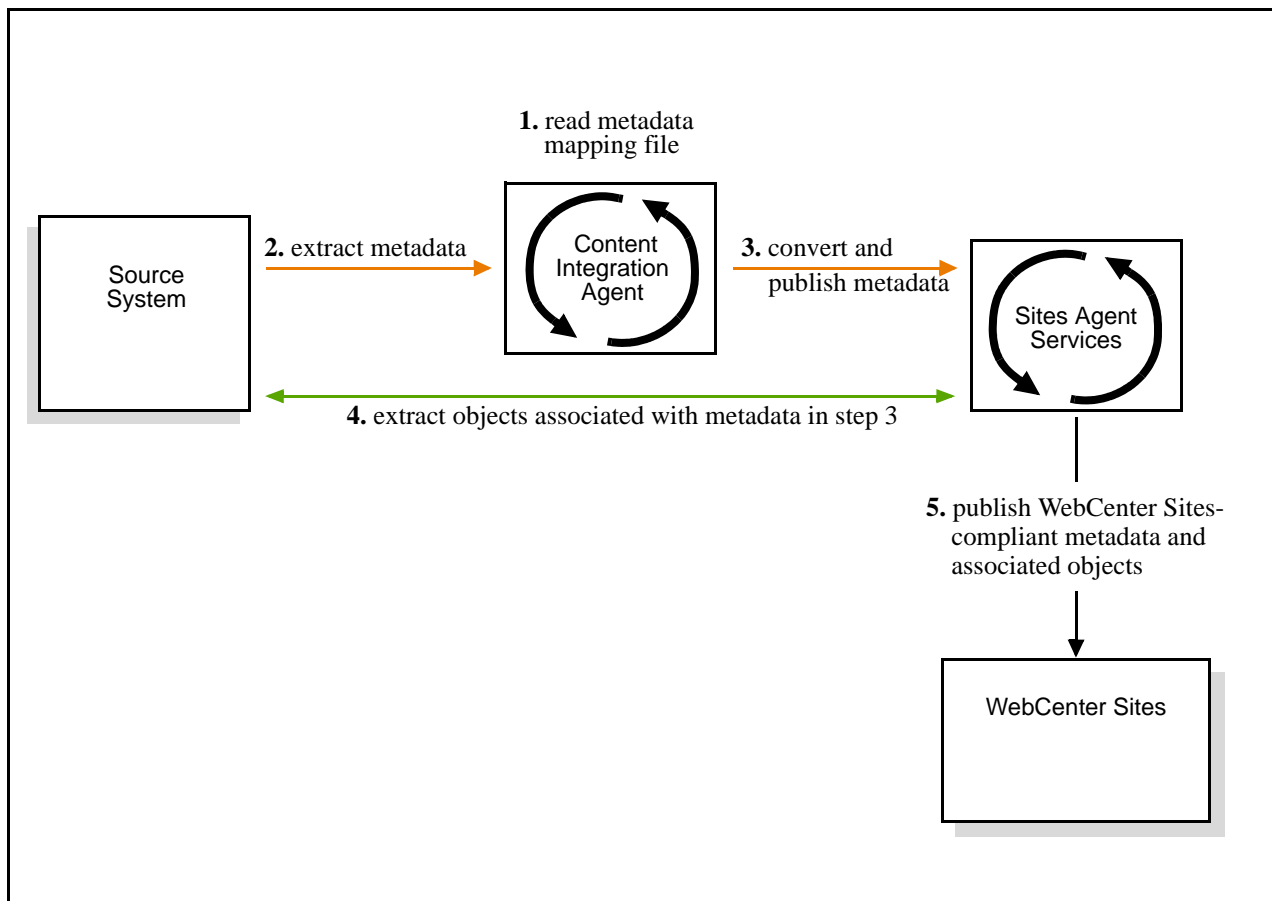 1. read metadata
mapping file
Source
System
2. extract metadata
Content
Integration
Agent
3. convert and
publish metadata
Sites Agent
Services
4. extract objects associated with metadata in step 3
5. publish WebCenter Sites-
compliant metadata and
associated objects
WebCenter Sites